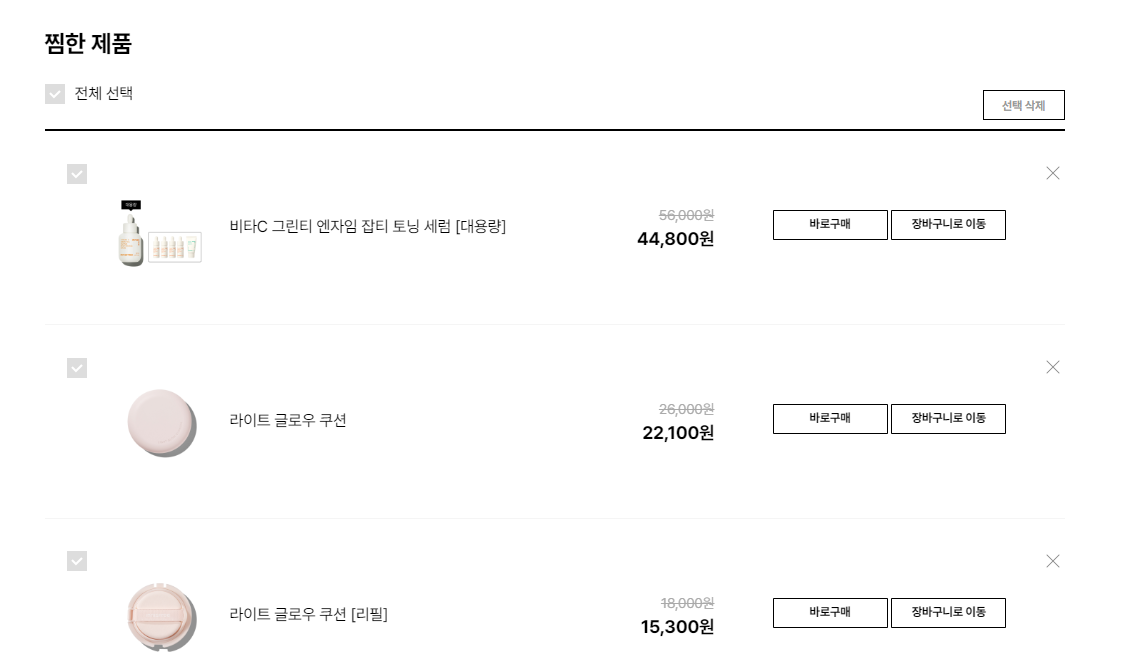 찜한 제품
전체 선택
선택 삭제
비타C 그린티 엔자임 잡티 토닝 세럼 [대용량]
56,000원
44,800원
바로구매
장바구니로 이동
라이트 글로우 쿠션
26,000원
22,100원
바로구매
장바구니로 이동
라이트 글로우 쿠션 [리필]
18,000원
15,300원
바로구매
장바구니로 이동